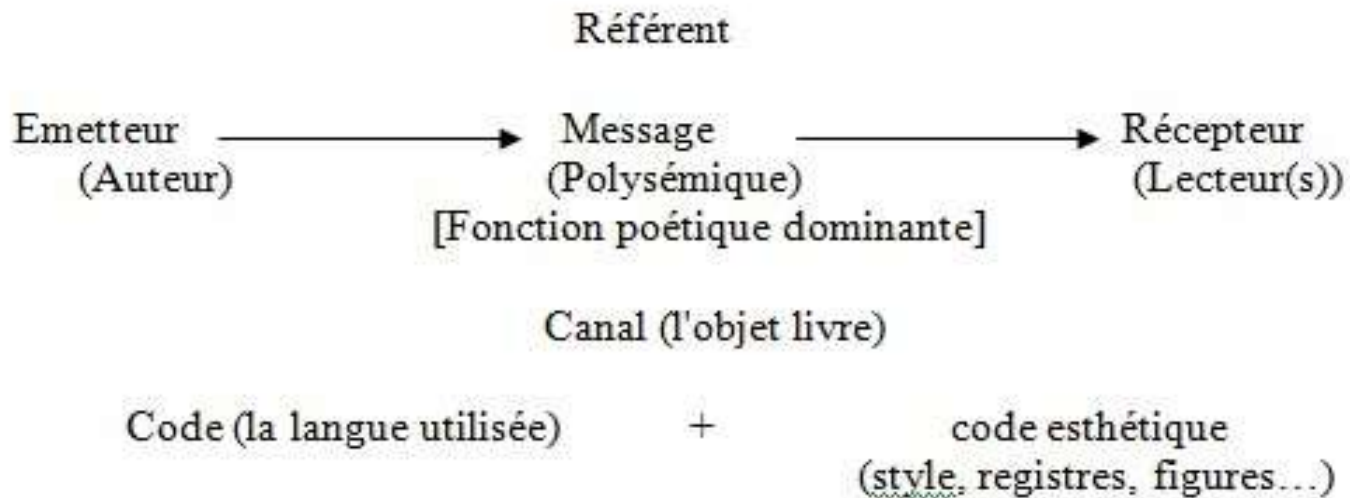 Référent
Emetteur Message Récepteur
(Auteur) (Polysémique) (Lecteur(s))
[Fonction poétique dominante]
Canal (l'objet livre)
Code (la langue utilisée) + code esthétique
(style, registres, figures…)